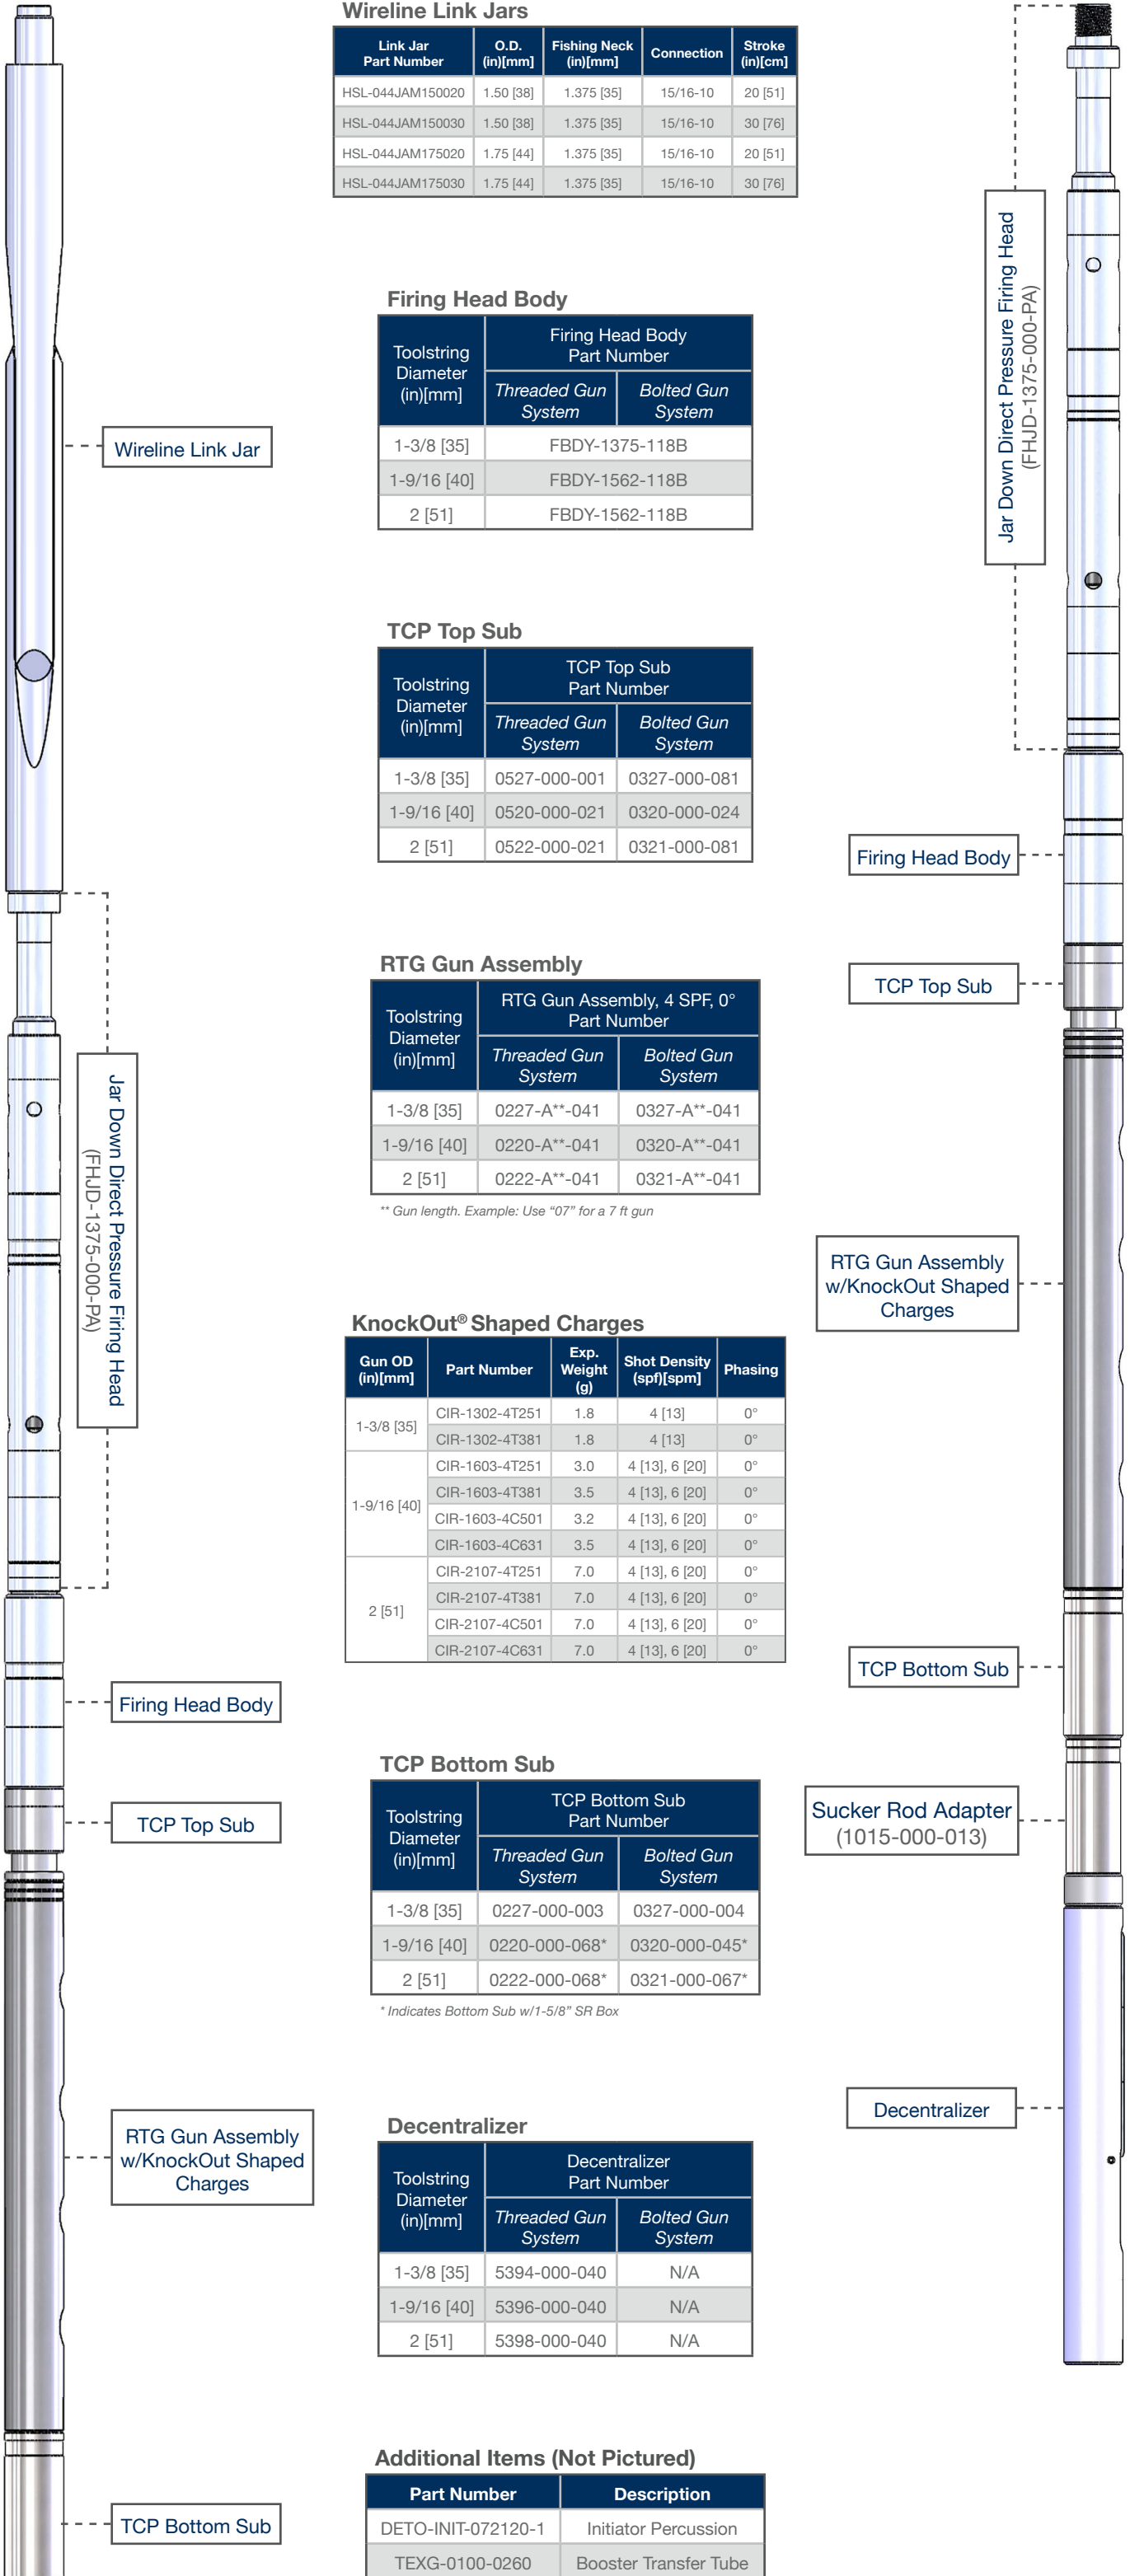 Wireline Link Jars
Link Jar Part Number O.D. (in)[mm] Fishing Neck (in)[mm] Connection Stroke (in)[cm]
HSL-044JAM150020 1.50 [38] 1.375 [35] 15/16-10 20 [51]
HSL-044JAM150030 1.50 [38] 1.375 [35] 15/16-10 30 [76]
HSL-044JAM175020 1.75 [44] 1.375 [35] 15/16-10 20 [51]
HSL-044JAM175030 1.75 [44] 1.375 [35] 15/16-10 30 [76]
Wireline Link Jar
Jar Down Direct Pressure Firing Head
(FHJD-1375-000-PA)
Firing Head Body
TCP Top Sub
RTG Gun Assembly
w/KnockOut Shaped
Charges
TCP Bottom Sub
Firing Head Body
Toolstring Diameter (in)[mm] Firing Head Body Part Number
Threaded Gun System Bolted Gun System
1-3/8 [35] FBDY-1375-118B
1-9/16 [40] FBDY-1562-118B
2 [51] FBDY-1562-118B
TCP Top Sub
Toolstring Diameter (in)[mm] TCP Top Sub Part Number
Threaded Gun System Bolted Gun System
1-3/8 [35] 0527-000-001 0327-000-081
1-9/16 [40] 0520-000-021 0320-000-024
2 [51] 0522-000-021 0321-000-081
RTG Gun Assembly
Toolstring Diameter (in)[mm] RTG Gun Assembly, 4 SPF, 0° Part Number
Threaded Gun System Bolted Gun System
1-3/8 [35] 0227-A**-041 0327-A**-041
1-9/16 [40] 0220-A**-041 0320-A**-041
2 [51] 0222-A**-041 0321-A**-041
** Gun length. Example: Use “07” for a 7 ft gun
KnockOut® Shaped Charges
Gun OD (in)[mm] Part Number Exp. Weight (g) Shot Density (spf)[spm] Phasing
1-3/8 [35] CIR-1302-4T251 1.8 4 [13] 0°
CIR-1302-4T381 1.8 4 [13] 0°
1-9/16 [40] CIR-1603-4T251 3.0 4 [13], 6 [20] 0°
CIR-1603-4T381 3.5 4 [13], 6 [20] 0°
CIR-1603-4C501 3.2 4 [13], 6 [20] 0°
CIR-1603-4C631 3.5 4 [13], 6 [20] 0°
2 [51] CIR-2107-4T251 7.0 4 [13], 6 [20] 0°
CIR-2107-4T381 7.0 4 [13], 6 [20] 0°
CIR-2107-4C501 7.0 4 [13], 6 [20] 0°
CIR-2107-4C631 7.0 4 [13], 6 [20] 0°
TCP Bottom Sub
Toolstring Diameter (in)[mm] TCP Bottom Sub Part Number
Threaded Gun System Bolted Gun System
1-3/8 [35] 0227-000-003 0327-000-004
1-9/16 [40] 0220-000-068* 0320-000-045*
2 [51] 0222-000-068* 0321-000-067*
* Indicates Bottom Sub w/1-5/8” SR Box
Decentralizer
Toolstring Diameter (in)[mm] Decentralizer Part Number
Threaded Gun System Bolted Gun System
1-3/8 [35] 5394-000-040 N/A
1-9/16 [40] 5396-000-040 N/A
2 [51] 5398-000-040 N/A
Additional Items (Not Pictured)
Part Number Description
DETO-INIT-072120-1 Initiator Percussion
TEXG-0100-0260 Booster Transfer Tube
Jar Down Direct Pressure Firing Head
(FHJD-1375-000-PA)
Firing Head Body
TCP Top Sub
RTG Gun Assembly
w/KnockOut Shaped
Charges
TCP Bottom Sub
Sucker Rod Adapter
(1015-000-013)
Decentralizer